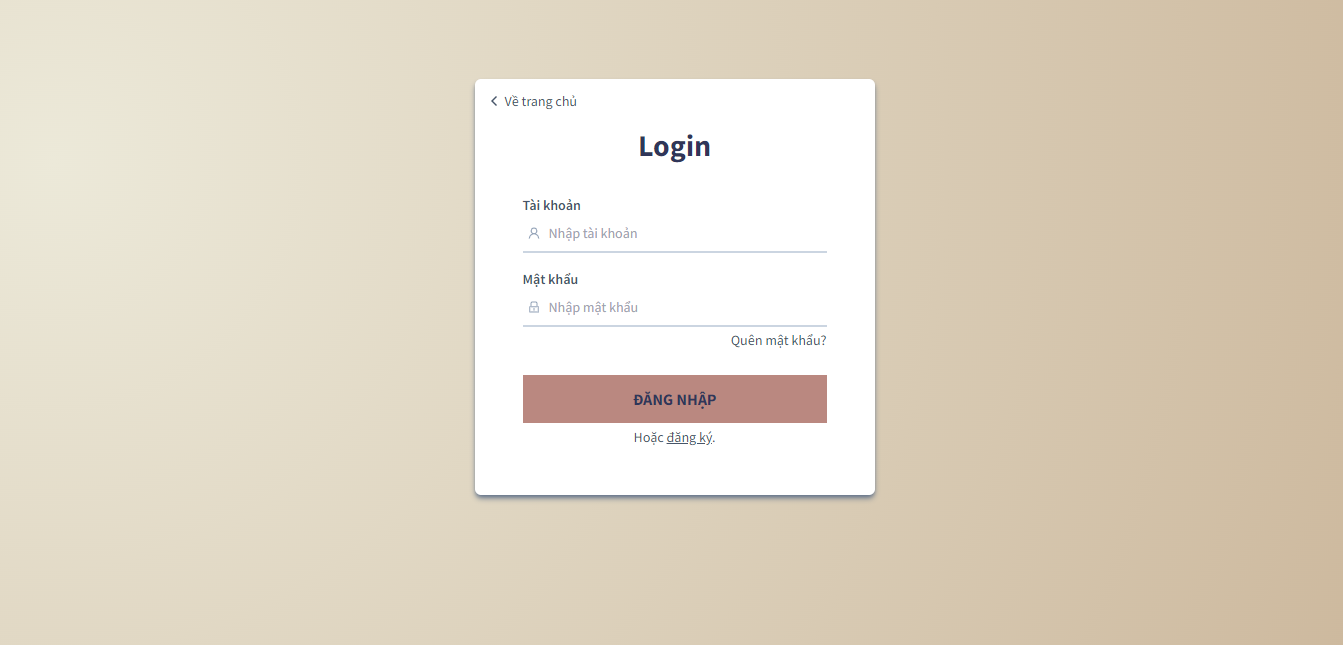 Về trang chủ
Login
Tài khoản
Nhập tài khoản
Mật khẩu
Nhập mật khẩu
Quên mật khẩu?
ĐĂNG NHẬP
Hoặc đăng ký.